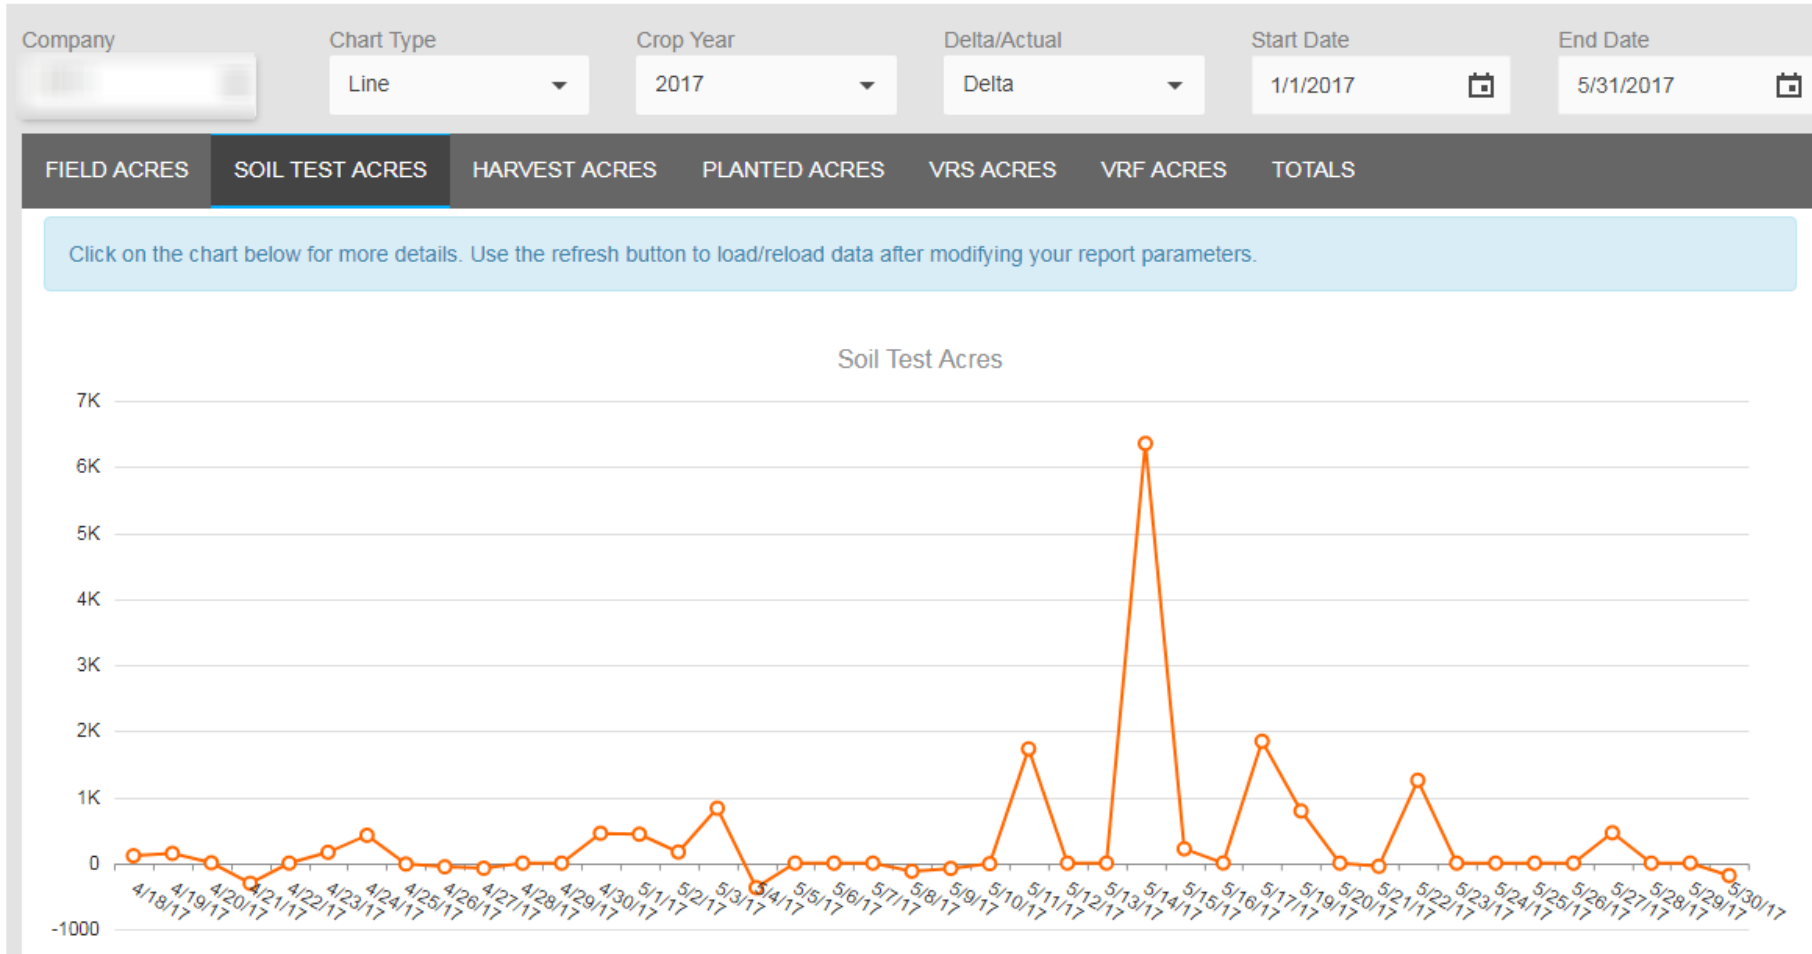 Company Chart Type Crop Year Delta/Actual Start Date End Date
Line 2017 Delta 1/1/2017 5/31/2017
FIELD ACRES SOIL TEST ACRES HARVEST ACRES PLANTED ACRES VRS ACRES VRF ACRES TOTALS
Click on the chart below for more details. Use the refresh button to load/reload data after modifying your report parameters.
Soil Test Acres
7K
6K
5K
4K
3K
2K
1K
0
-1000
4/18/17 4/19/17 4/20/17 4/21/17 4/22/17 4/23/17 4/24/17 4/25/17 4/26/17 4/27/17 4/28/17 4/29/17 4/30/17 5/1/17 5/2/17 5/3/17 5/4/17 5/5/17 5/6/17 5/7/17 5/8/17 5/9/17 5/10/17 5/11/17 5/12/17 5/13/17 5/14/17 5/15/17 5/16/17 5/17/17 5/19/17 5/20/17 5/21/17 5/22/17 5/23/17 5/24/17 5/25/17 5/26/17 5/27/17 5/28/17 5/29/17 5/30/17